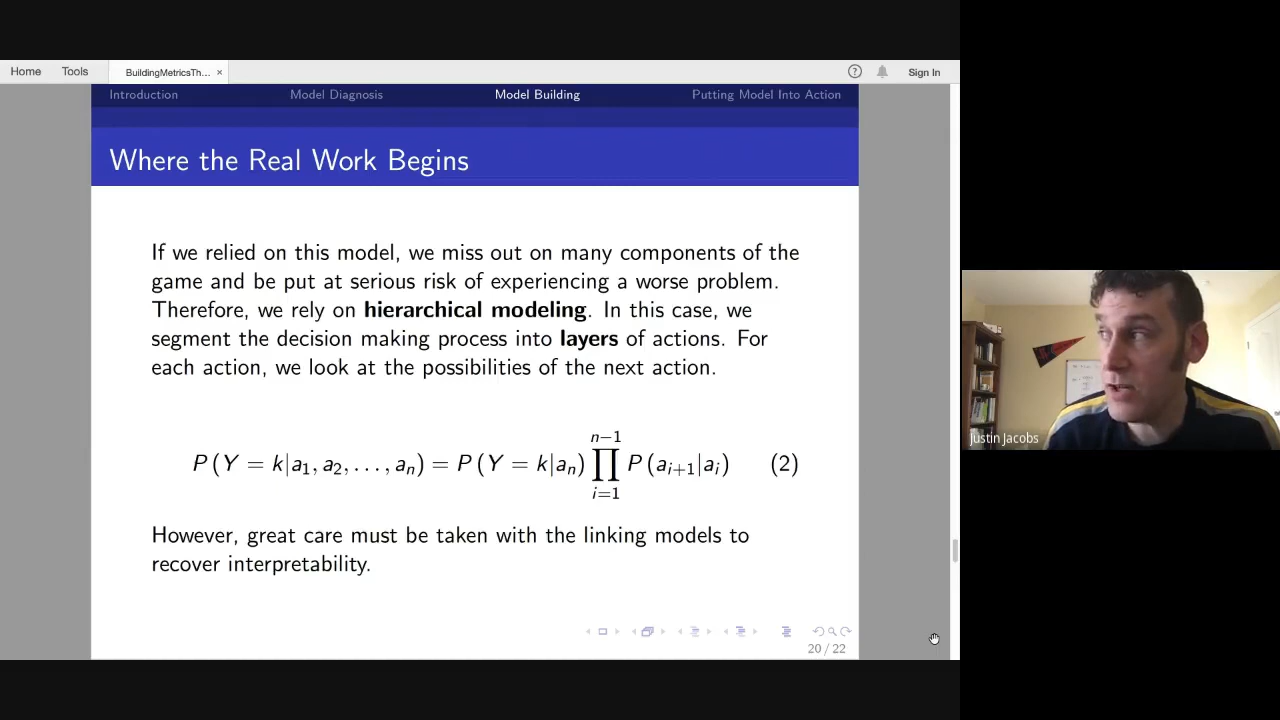 Home Tools BuildingMetricsTh... × ? Sign In
Introduction Model Diagnosis Model Building Putting Model Into Action
Where the Real Work Begins
If we relied on this model, we miss out on many components of the
game and be put at serious risk of experiencing a worse problem.
Therefore, we rely on hierarchical modeling. In this case, we
segment the decision making process into layers of actions. For
each action, we look at the possibilities of the next action.
P(Y = k|a₁, a₂, . . . , aₙ) = P(Y = k|aₙ) ∏ᵢ₌₁ⁿ⁻¹ P(aᵢ₊₁|aᵢ) (2)
However, great care must be taken with the linking models to
recover interpretability.
20 / 22
Justin Jacobs